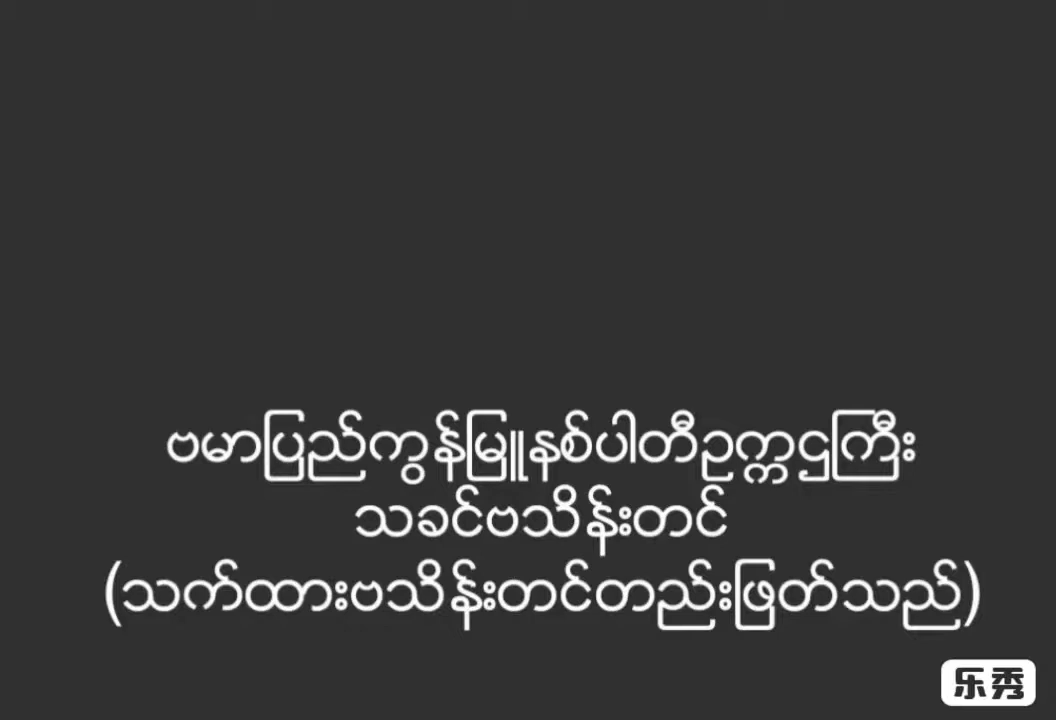 ဗမာပြည်ကွန်မြူနစ်ပါတီဥက္ကဌကြီး
သခင်ဗသိန်းတင်
(သက်ထားဗသိန်းတင်တည်းဖြတ်သည်)
乐秀